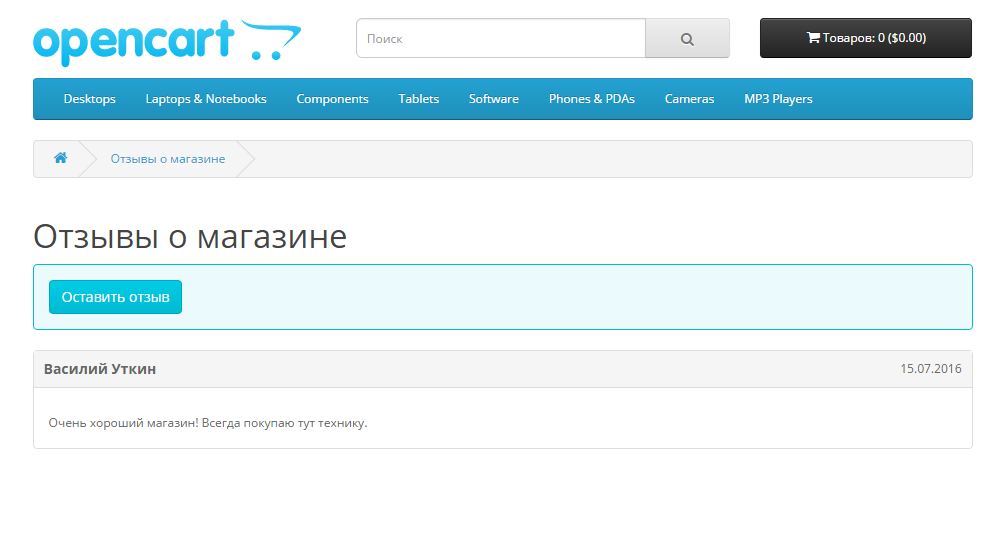 opencart
Поиск
Товаров: 0 ($0.00)
Desktops Laptops & Notebooks Components Tablets Software Phones & PDAs Cameras MP3 Players
Отзывы о магазине
Отзывы о магазине
Оставить отзыв
Василий Уткин 15.07.2016
Очень хороший магазин! Всегда покупаю тут технику.